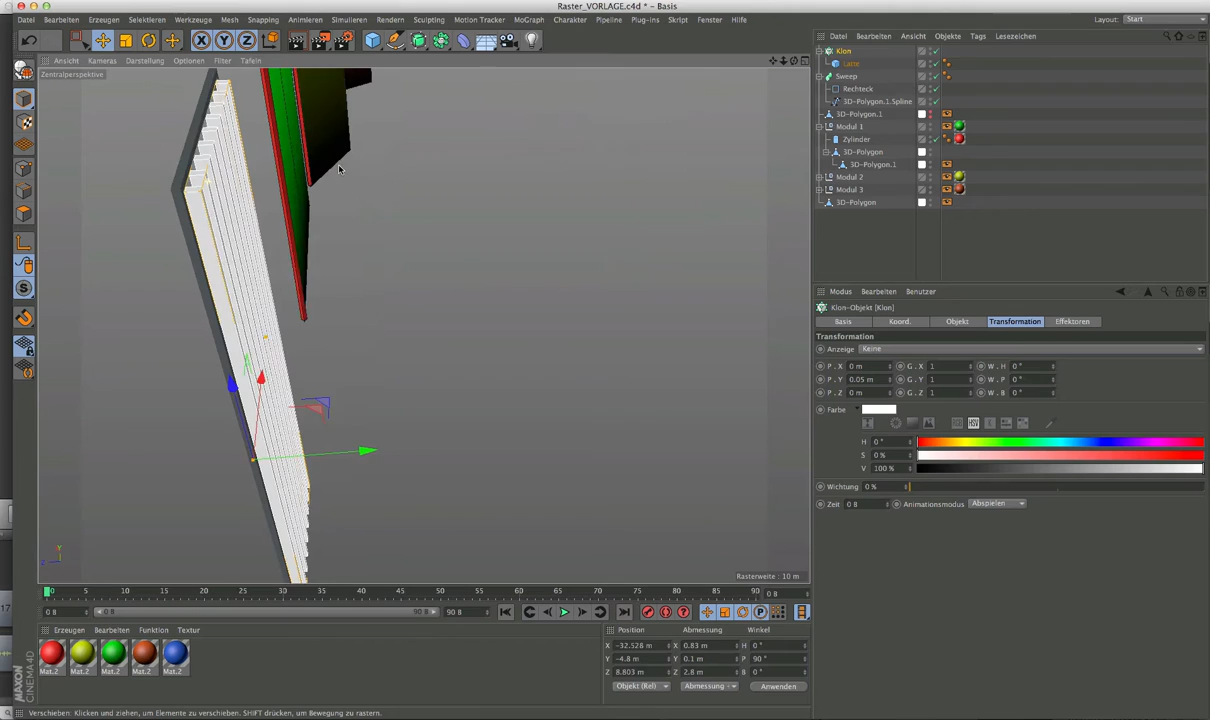 Raster_VORLAGE.c4d * - Basis
Datei Bearbeiten Erzeugen Selektieren Werkzeuge Mesh Snapping Animieren Simulieren Rendern Sculpting Motion Tracker MoGraph Charakter Pipeline Plug-ins Skript Fenster Hilfe
Layout: Start
Ansicht Kameras Darstellung Optionen Filter Tafeln
Datei Bearbeiten Ansicht Objekte Tags Lesezeichen
Zentralperspektive
Klon
Latte
Sweep
Rechteck
3D-Polygon.1.Spline
3D-Polygon.1
Modul 1
Zylinder
3D-Polygon
3D-Polygon.1
Modul 2
Modul 3
3D-Polygon
Modus Bearbeiten Benutzer
Klon-Objekt [Klon]
Basis Koord. Objekt Transformation Effektoren
Transformation
Anzeige Keine
P . X 0 m G . X 1 W . H 0 °
P . Y 0.05 m G . Y 1 W . P 0 °
P . Z 0 m G . Z 1 W . B 0 °
Farbe
HSV
H 0 °
S 0 %
V 100 %
Wichtung 0 %
Zeit 0 B Animationsmodus Abspielen
Y
Z
Rasterweite : 10 m
0 5 10 15 20 25 30 35 40 45 50 55 60 65 70 75 80 85 90 0 B
0 B 0 B 90 B 90 B
Erzeugen Bearbeiten Funktion Textur
Mat.2 Mat.2 Mat.2 Mat.2 Mat.2
Position Abmessung Winkel
X -32.528 m X 0.83 m H 0 °
Y -4.8 m Y 0.1 m P 90 °
Z 8.803 m Z 2.8 m B 0 °
Objekt (Rel) Abmessung Anwenden
MAXON
CINEMA 4D
Verschieben: Klicken und ziehen, um Elemente zu verschieben. SHIFT drücken, um Bewegung zu rastern.